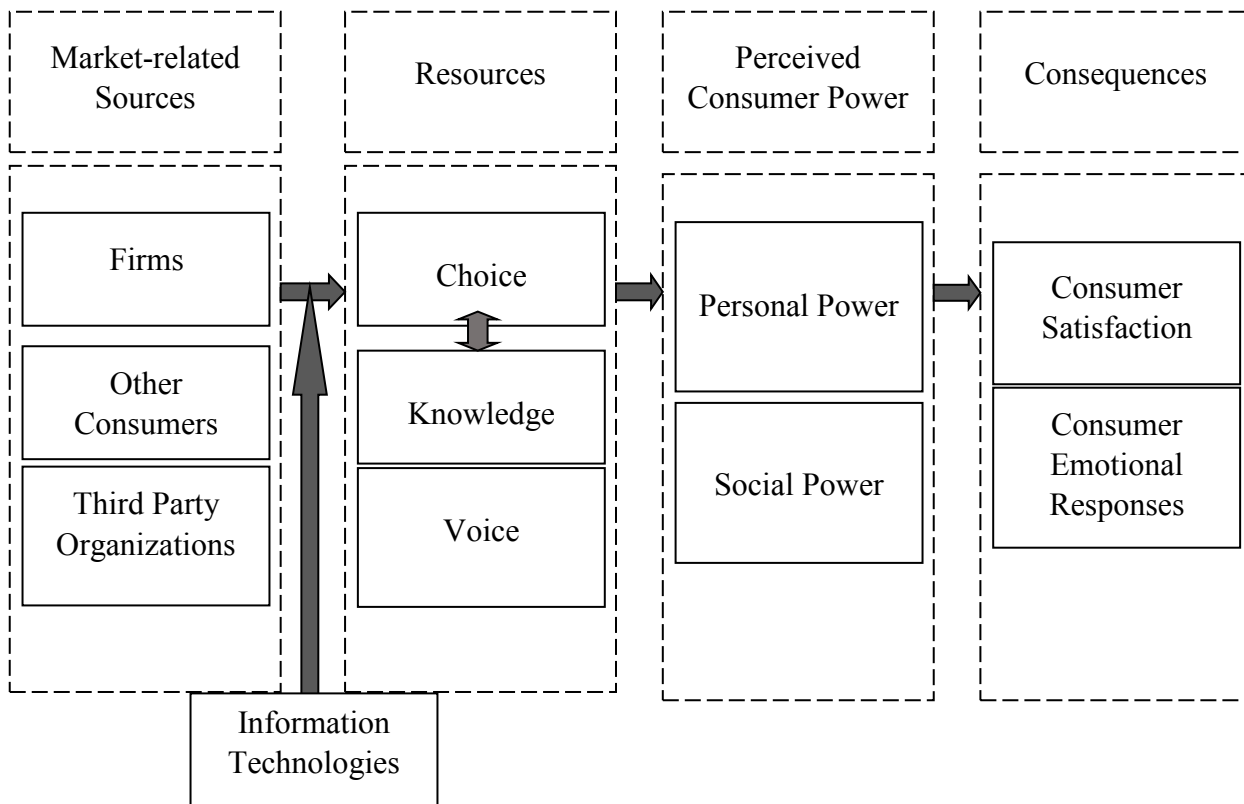 Market-related
Sources
Resources
Perceived
Consumer Power
Consequences
Firms
Other
Consumers
Third Party
Organizations
Choice
Knowledge
Voice
Personal Power
Social Power
Consumer
Satisfaction
Consumer
Emotional
Responses
Information
Technologies